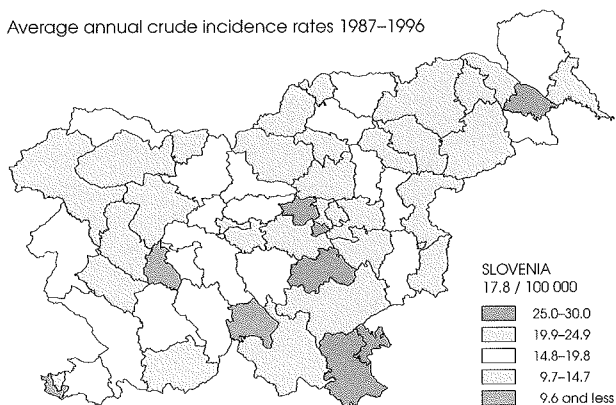 Average annual crude incidence rates 1987–1996
SLOVENIA
17.8 / 100 000
25.0–30.0
19.9–24.9
14.8–19.8
9.7–14.7
9.6 and less